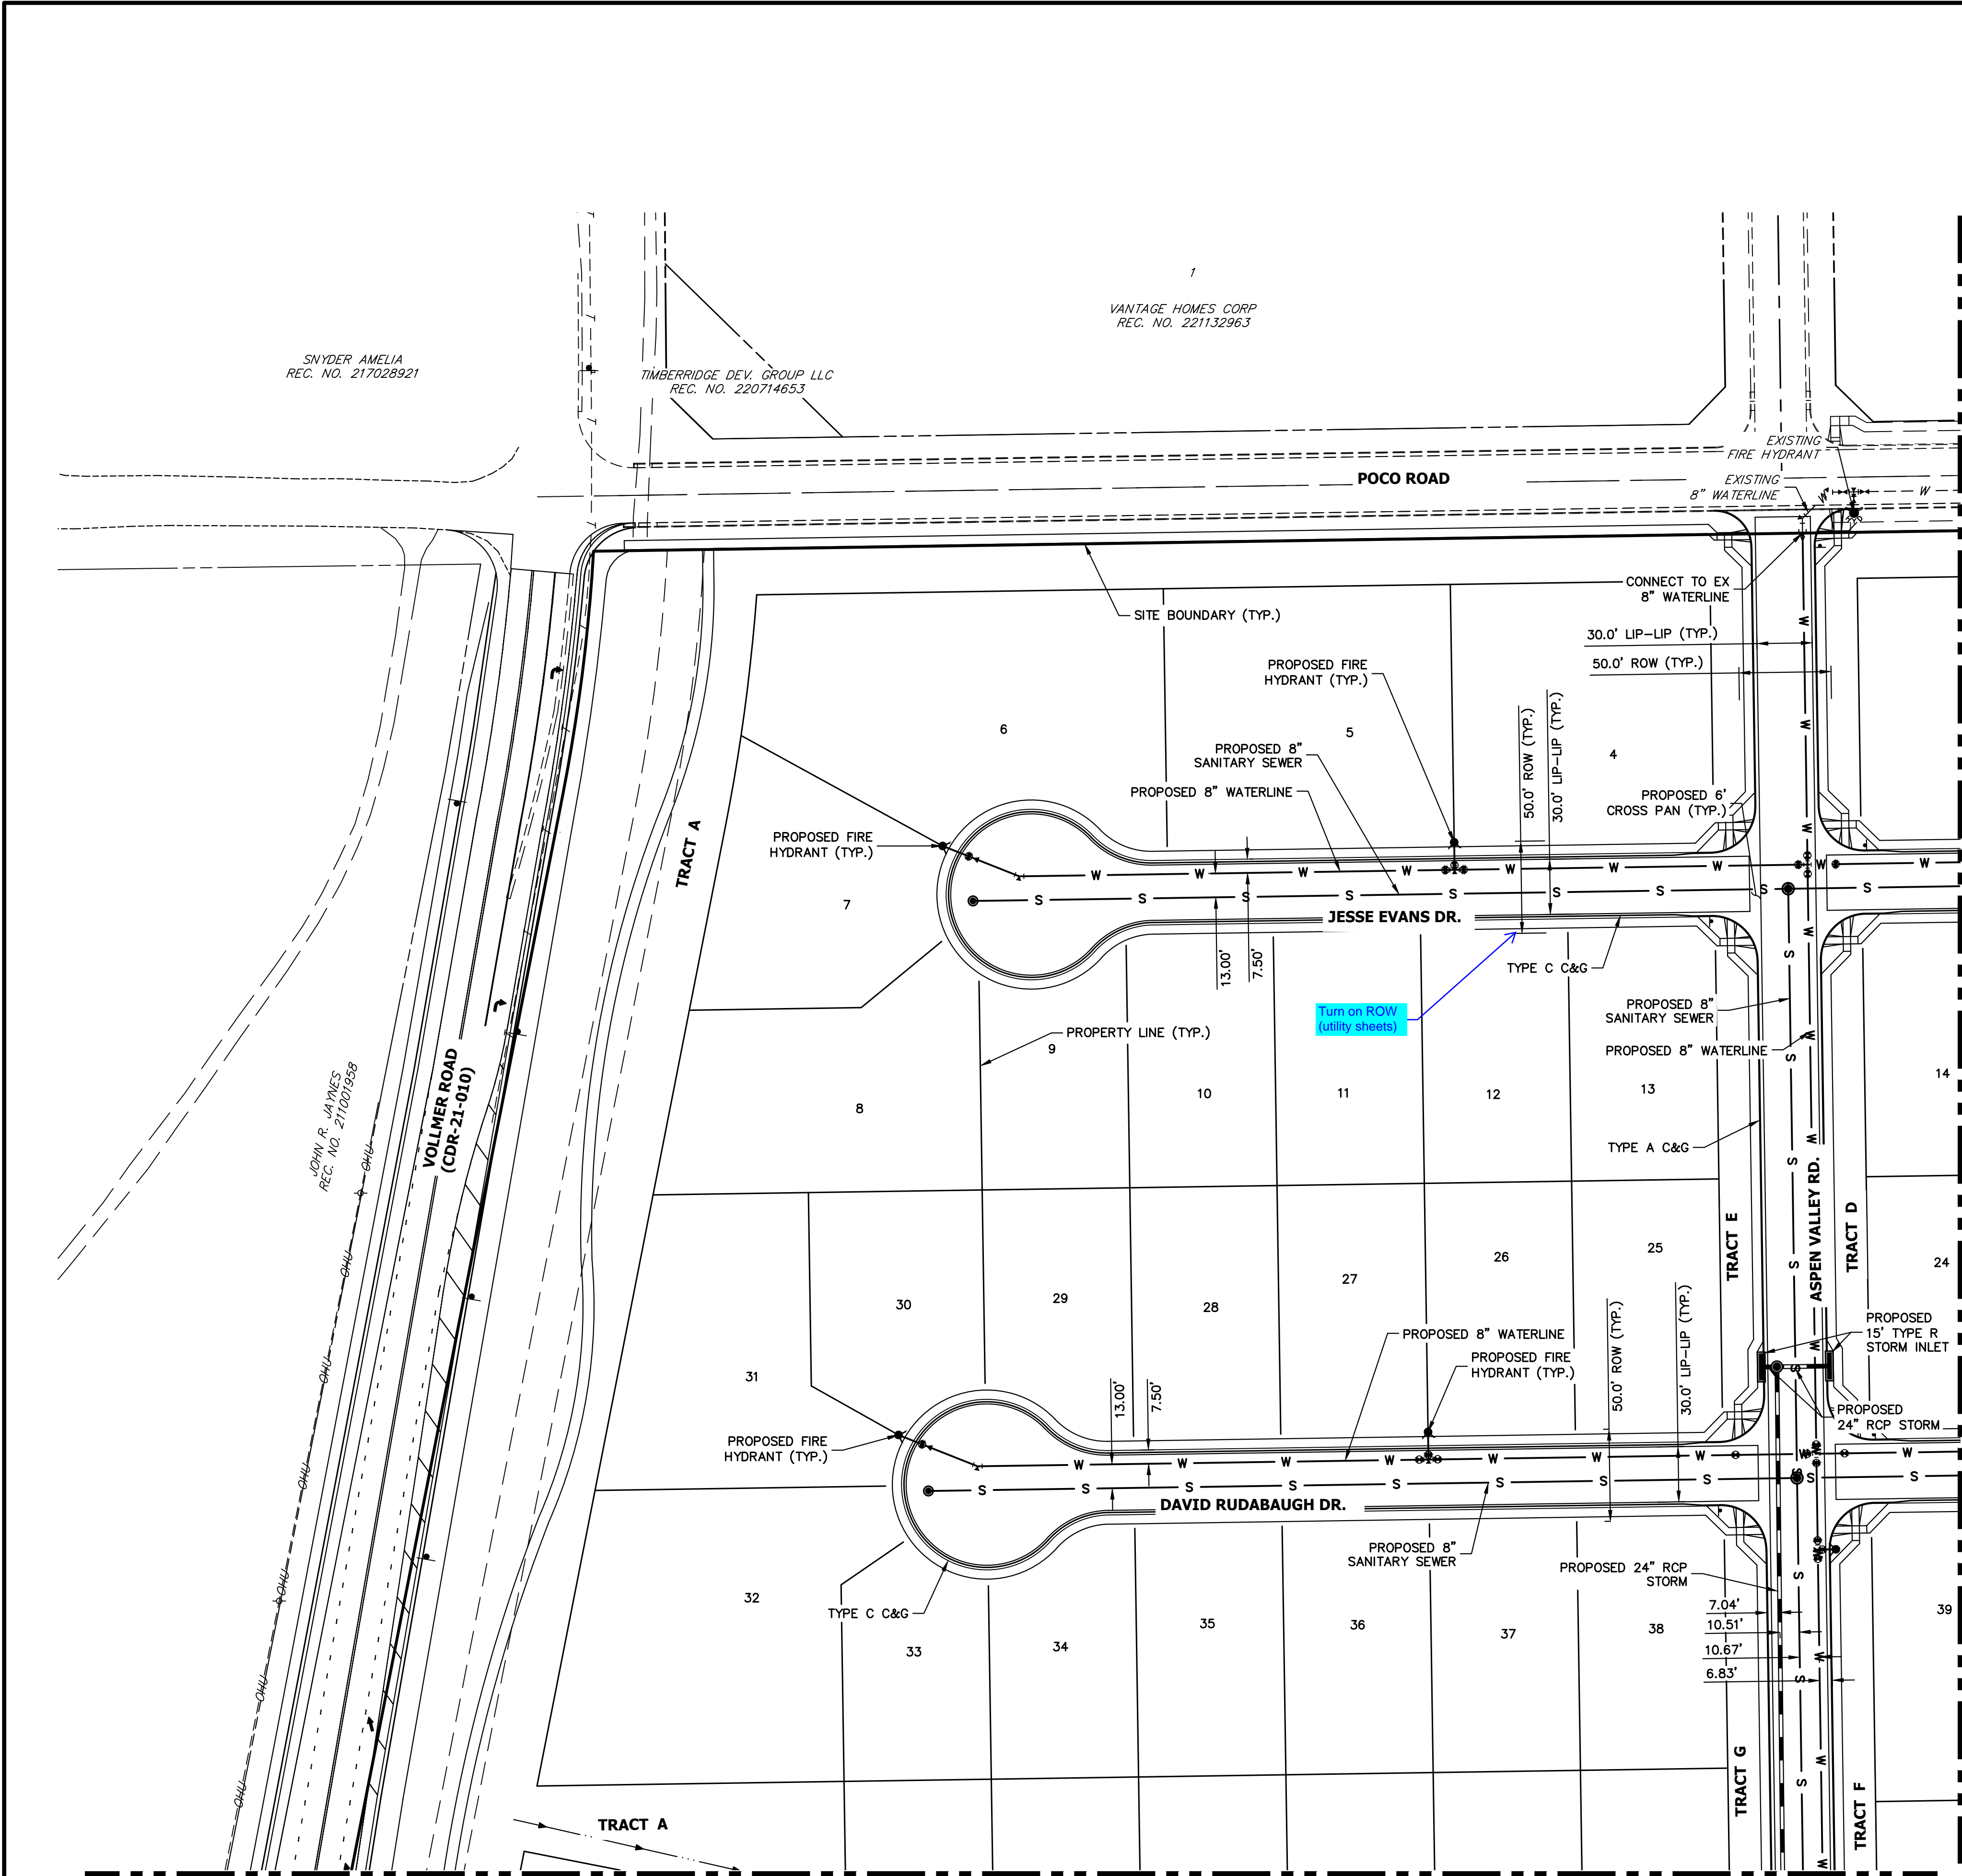 1
VANTAGE HOMES CORP
REC. NO. 221132963
SNYDER AMELIA
REC. NO. 217028921
TIMBERRIDGE DEV. GROUP LLC
REC. NO. 220714653
EXISTING
FIRE HYDRANT
POCO ROAD
EXISTING
8" WATERLINE
W
W
CONNECT TO EX
8" WATERLINE
SITE BOUNDARY (TYP.)
30.0' LIP-LIP (TYP.)
50.0' ROW (TYP.)
PROPOSED FIRE
HYDRANT (TYP.)
W
W
6
5
4
PROPOSED 8"
SANITARY SEWER
PROPOSED 8" WATERLINE
50.0' ROW (TYP.)
30.0' LIP-LIP (TYP.)
PROPOSED 6'
CROSS PAN (TYP.)
PROPOSED FIRE
HYDRANT (TYP.)
TRACT A
7
W W W W W W W W W
S S S S S S S S S
JESSE EVANS DR.
13.00'
7.50'
TYPE C C&G
Turn on ROW
(utility sheets)
PROPOSED 8"
SANITARY SEWER
PROPERTY LINE (TYP.)
PROPOSED 8" WATERLINE
8
9
10
11
12
13
14
VOLLMER ROAD
(CDR-21-010)
JOHN R. JAYNES
REC. NO. 211001958
OHU
OHU
OHU
OHU
OHU
OHU
OHU
OHU
TYPE A C&G
ASPEN VALLEY RD.
TRACT E
TRACT D
30
29
28
27
26
25
24
31
PROPOSED 8" WATERLINE
PROPOSED FIRE
HYDRANT (TYP.)
50.0' ROW (TYP.)
30.0' LIP-LIP (TYP.)
PROPOSED
15' TYPE R
STORM INLET
PROPOSED
24" RCP STORM
13.00'
7.50'
PROPOSED FIRE
HYDRANT (TYP.)
W W W W W W W W W
S S S S S S S S S
DAVID RUDABAUGH DR.
PROPOSED 8"
SANITARY SEWER
PROPOSED 24" RCP
STORM
TYPE C C&G
32
33
34
35
36
37
38
39
7.04'
10.51'
10.67'
6.83'
TRACT G
TRACT F
TRACT A